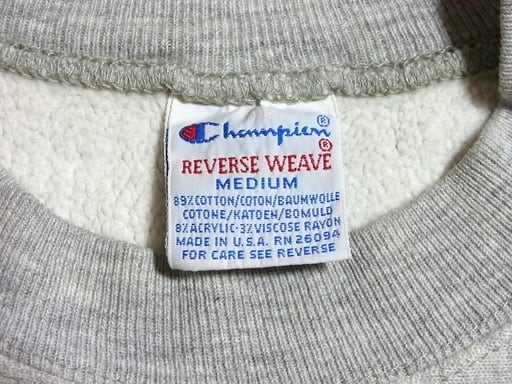 Champion®
®
REVERSE WEAVE
MEDIUM
89%COTTON/COTON/BAUMWOLLE
COTONE/KATOEN/BOMULD
8%ACRYLIC·3%VISCOSE RAYON
MADE IN U.S.A. RN 26094
FOR CARE SEE REVERSE